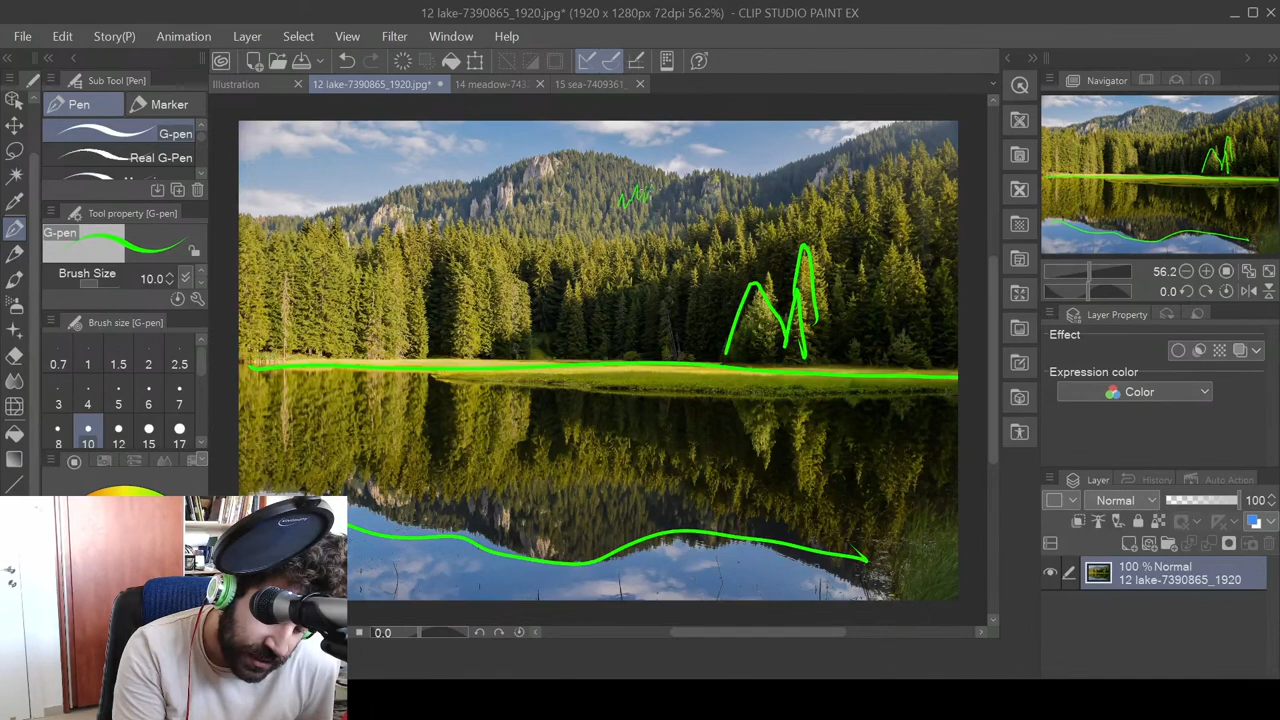 12 lake-7390865_1920.jpg* (1920 x 1280px 72dpi 56.2%) - CLIP STUDIO PAINT EX
File Edit Story(P) Animation Layer Select View Filter Window Help
Sub Tool [Pen]
Illustration 12 lake-7390865_1920.jpg* 14 meadow-743 15 sea-7409361_
Navigator
Pen Marker
G-pen
Real G-Pen
Tool property [G-pen]
G-pen
Brush Size 10.0
56.2
0.0
Layer Property
Effect
Expression color
Color
Brush size [G-pen]
0.7 1 1.5 2 2.5
3 4 5 6 7
8 10 12 15 17
Layer History Auto Action
Normal 100
100 % Normal
12 lake-7390865_1920
0.0